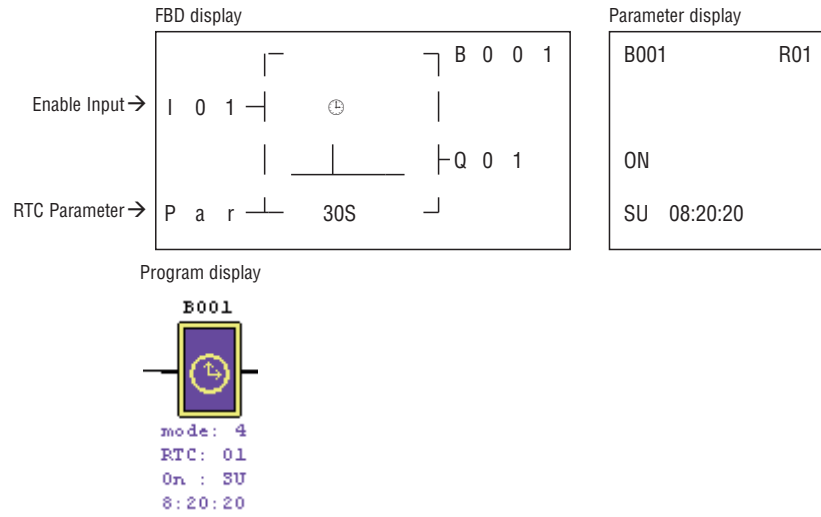 FBD display
B 0 0 1
Enable Input→ I 0 1
Q 0 1
RTC Parameter→ P a r 30S
Parameter display
B001 R01
ON
SU 08:20:20
Program display
B001
mode: 4
RTC: 01
On : SU
8:20:20